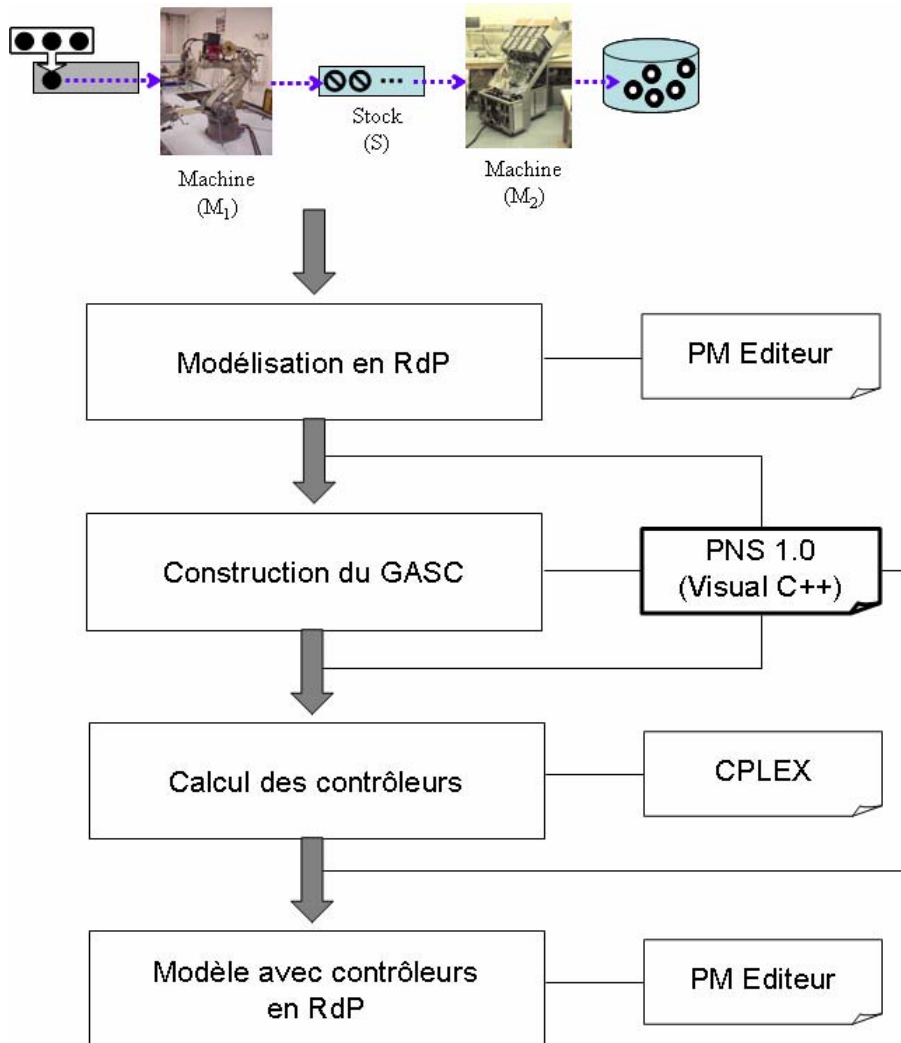 Stock
(S)
Machine
(M1)
Machine
(M2)
Modélisation en RdP
PM Editeur
Construction du GASC
PNS 1.0
(Visual C++)
Calcul des contrôleurs
CPLEX
Modèle avec contrôleurs
en RdP
PM Editeur